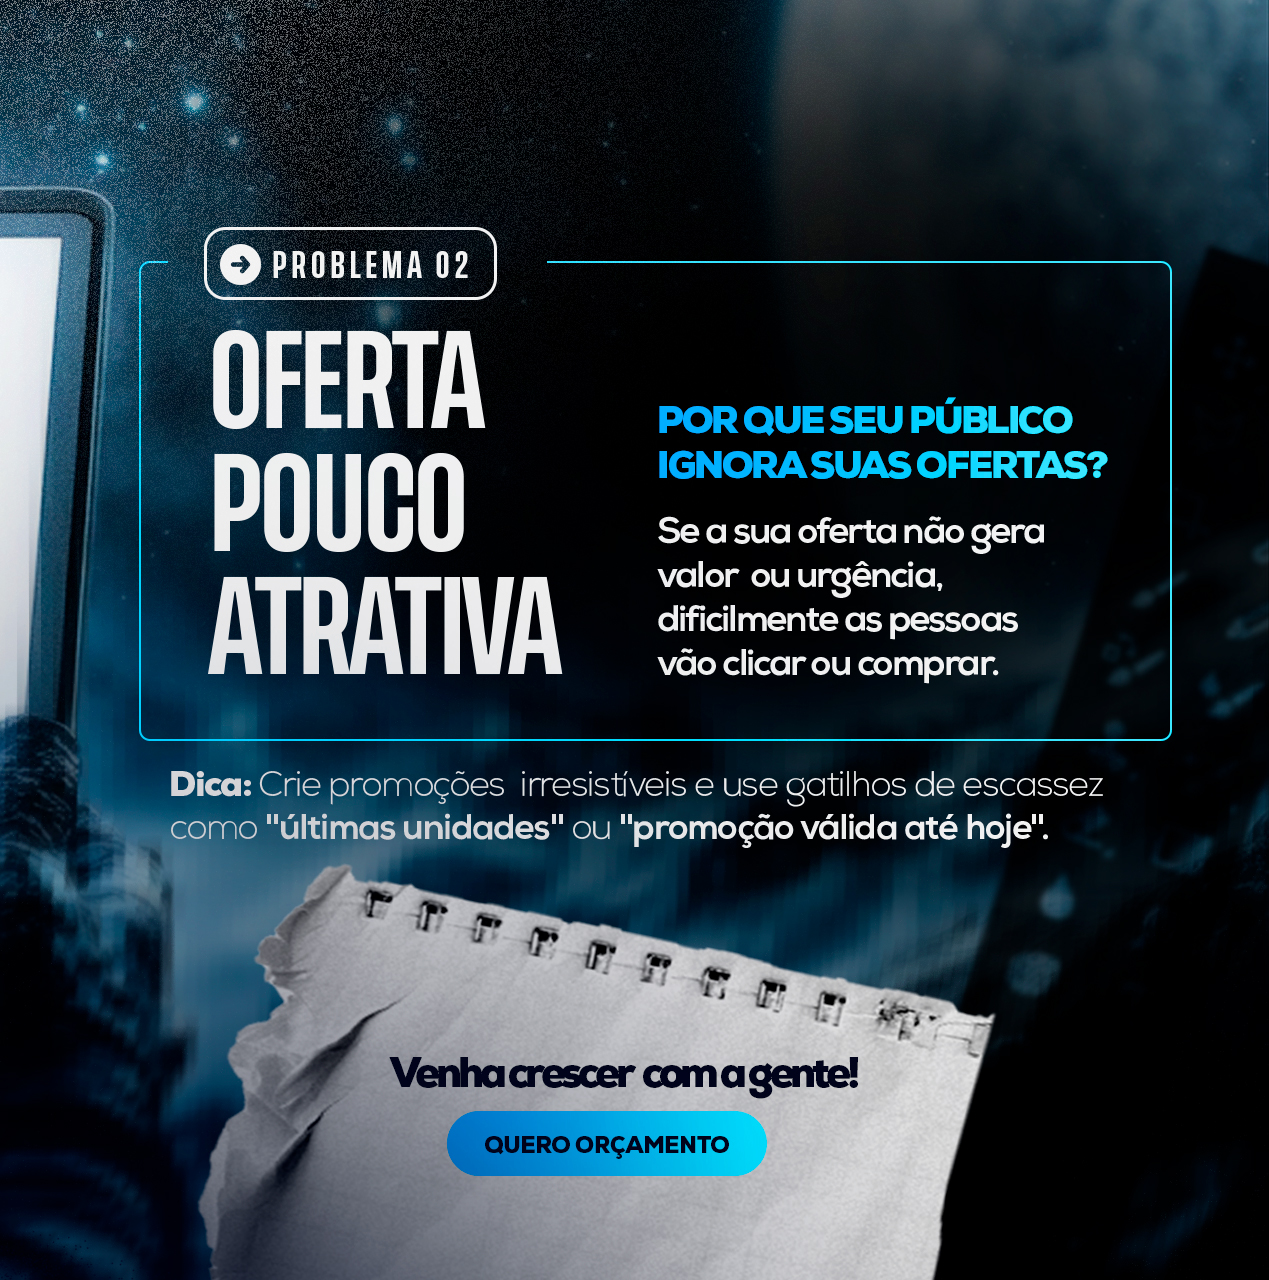 PROBLEMA 02
OFERTA
POUCO
ATRATIVA
POR QUE SEU PÚBLICO
IGNORA SUAS OFERTAS?
Se a sua oferta não gera
valor ou urgência,
dificilmente as pessoas
vão clicar ou comprar.
Dica: Crie promoções irresistíveis e use gatilhos de escassez
como "últimas unidades" ou "promoção válida até hoje".
Venha crescer com a gente!
QUERO ORÇAMENTO